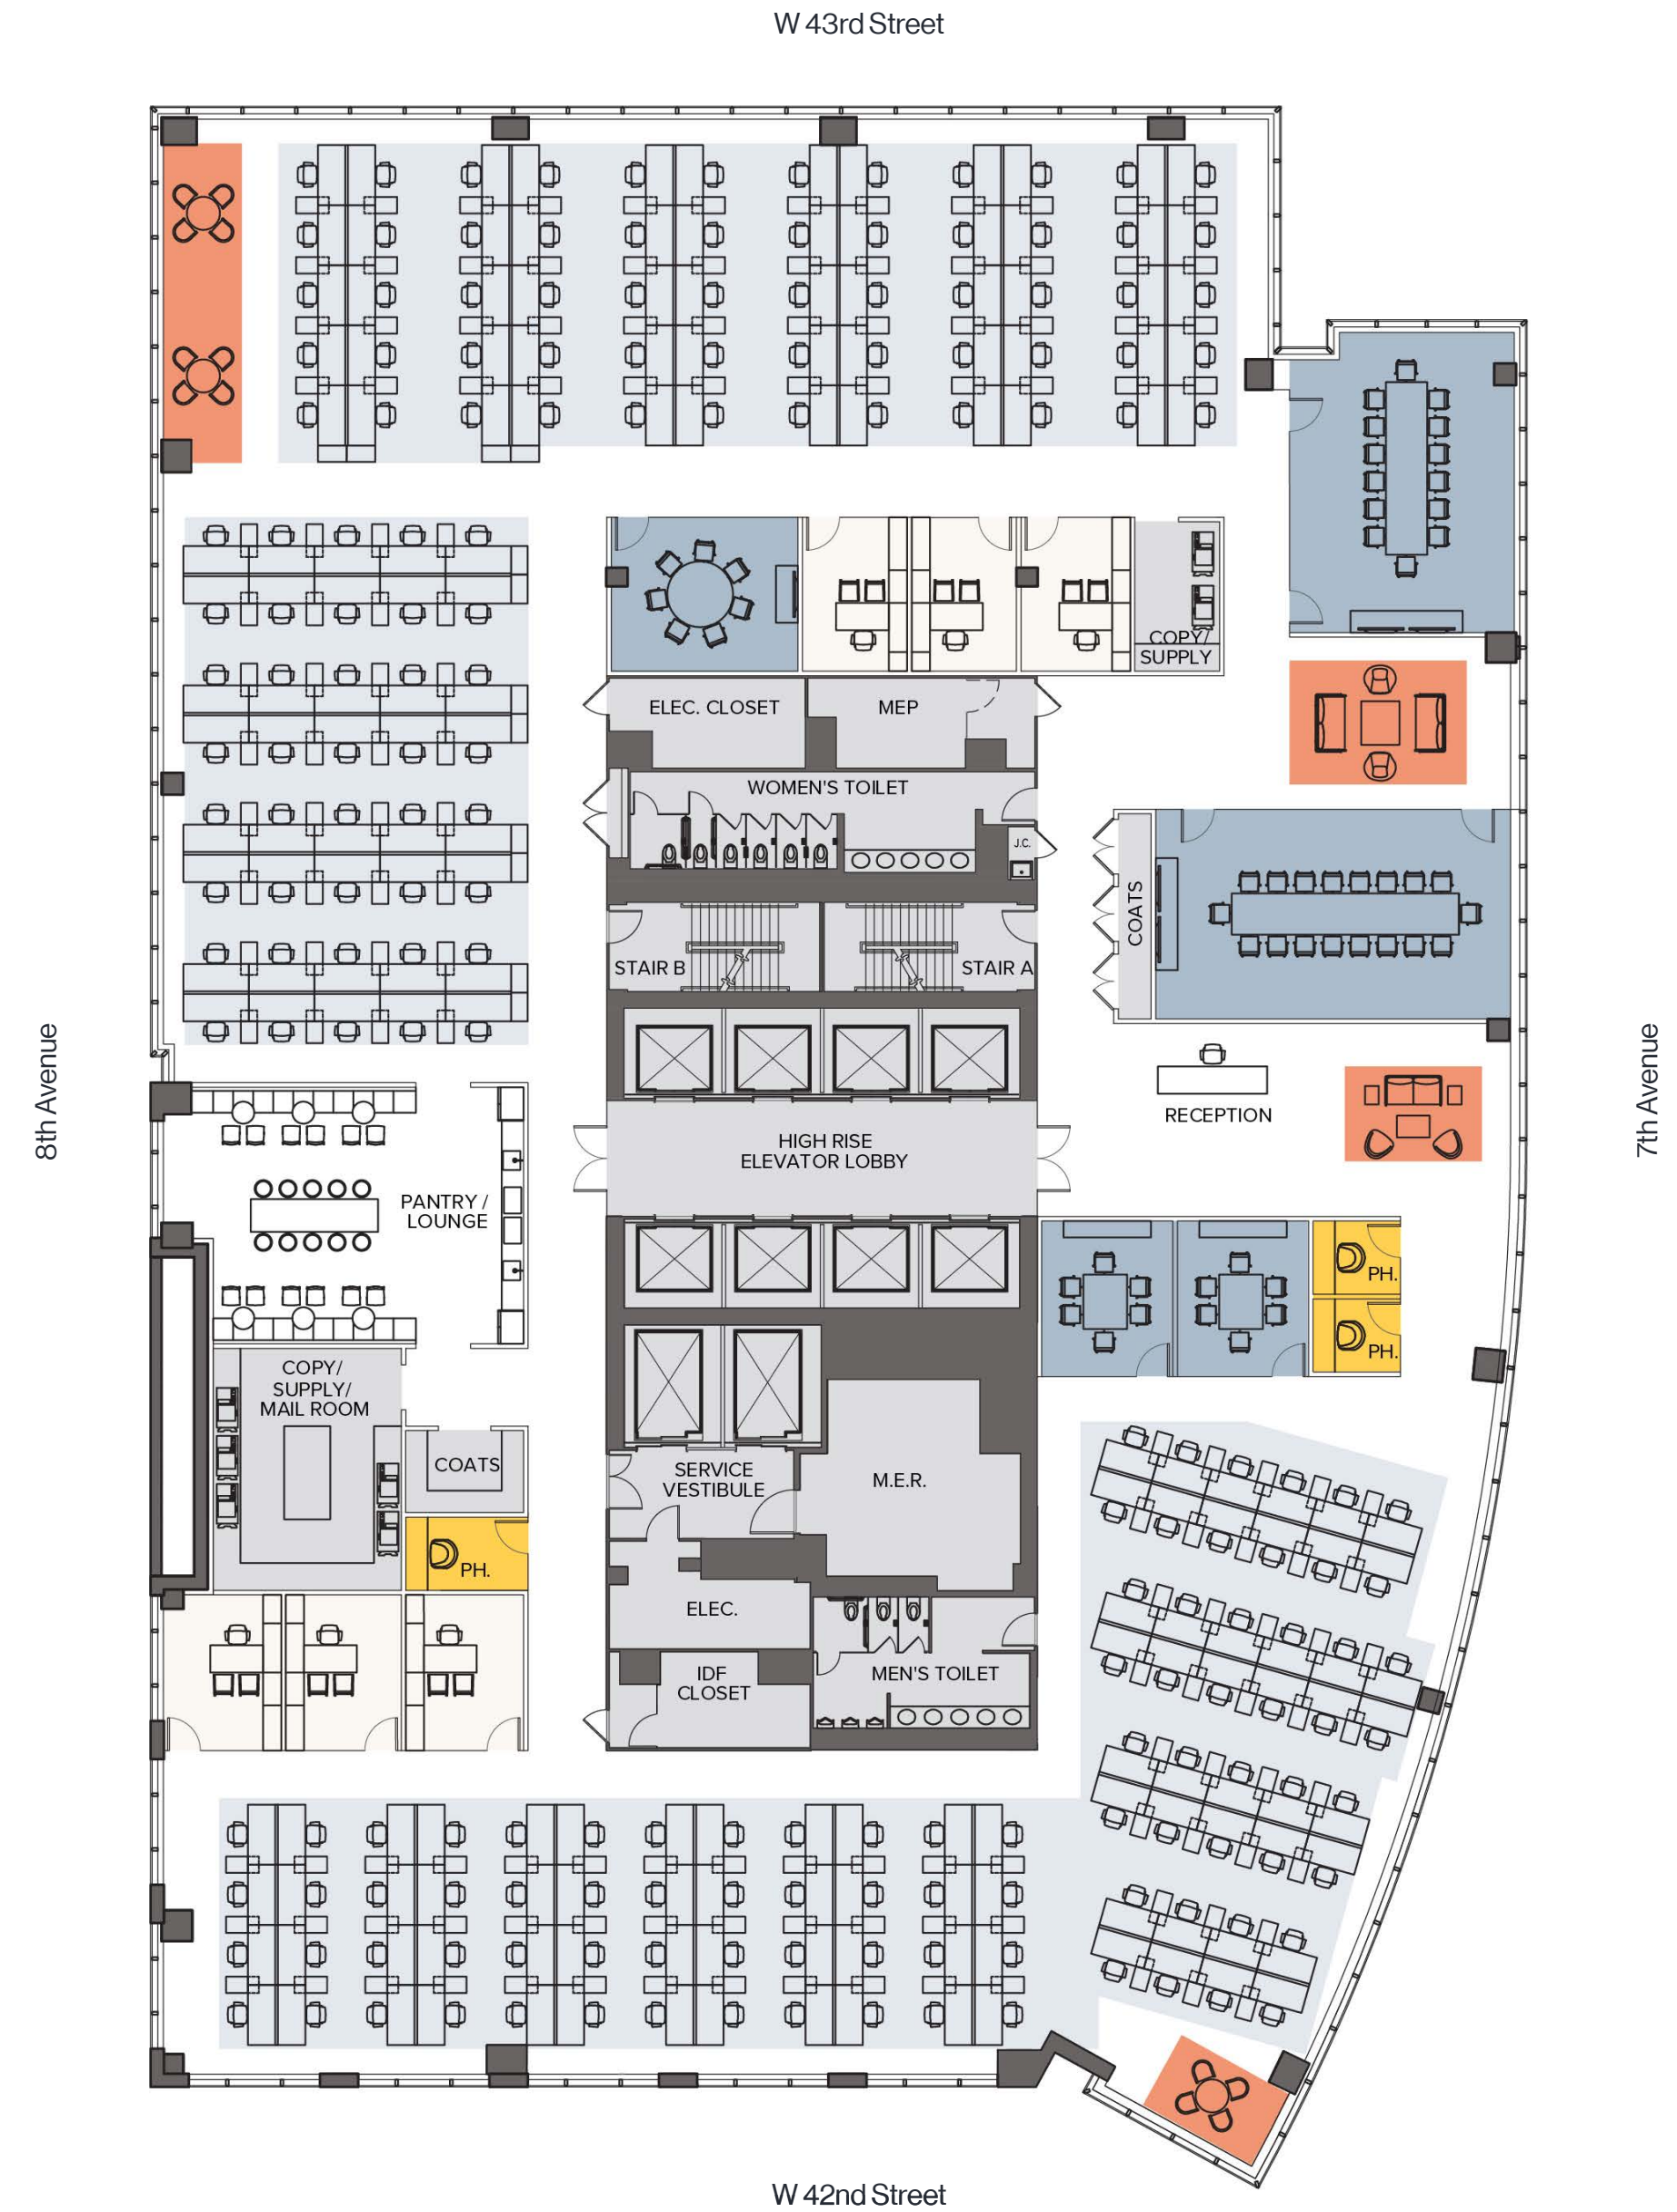 W 43rd Street
COPY/
SUPPLY
ELEC. CLOSET
MEP
WOMEN'S TOILET
J.C.
COATS
STAIR B
STAIR A
8th Avenue
7th Avenue
RECEPTION
HIGH RISE
ELEVATOR LOBBY
PANTRY /
LOUNGE
PH.
PH.
COPY/
SUPPLY/
MAIL ROOM
COATS
SERVICE
VESTIBULE
M.E.R.
PH.
ELEC.
IDF
CLOSET
MEN'S TOILET
W 42nd Street